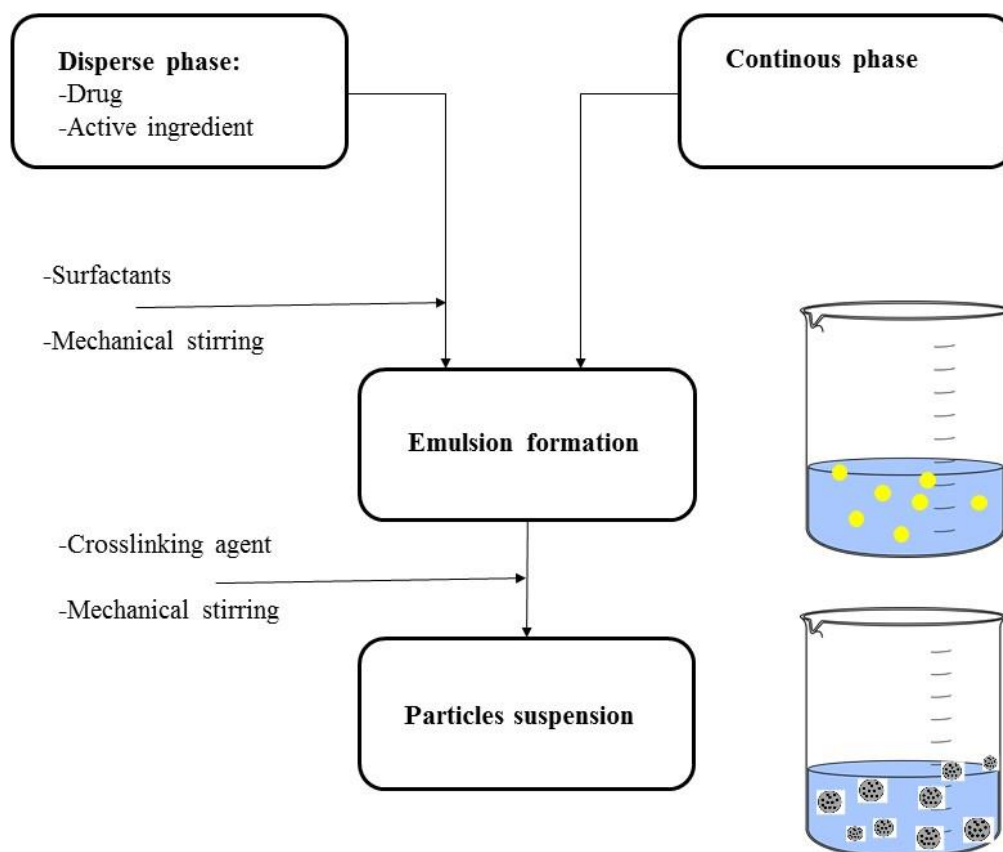 Disperse phase:
-Drug
-Active ingredient
Continous phase
-Surfactants
-Mechanical stirring
Emulsion formation
-Crosslinking agent
-Mechanical stirring
Particles suspension